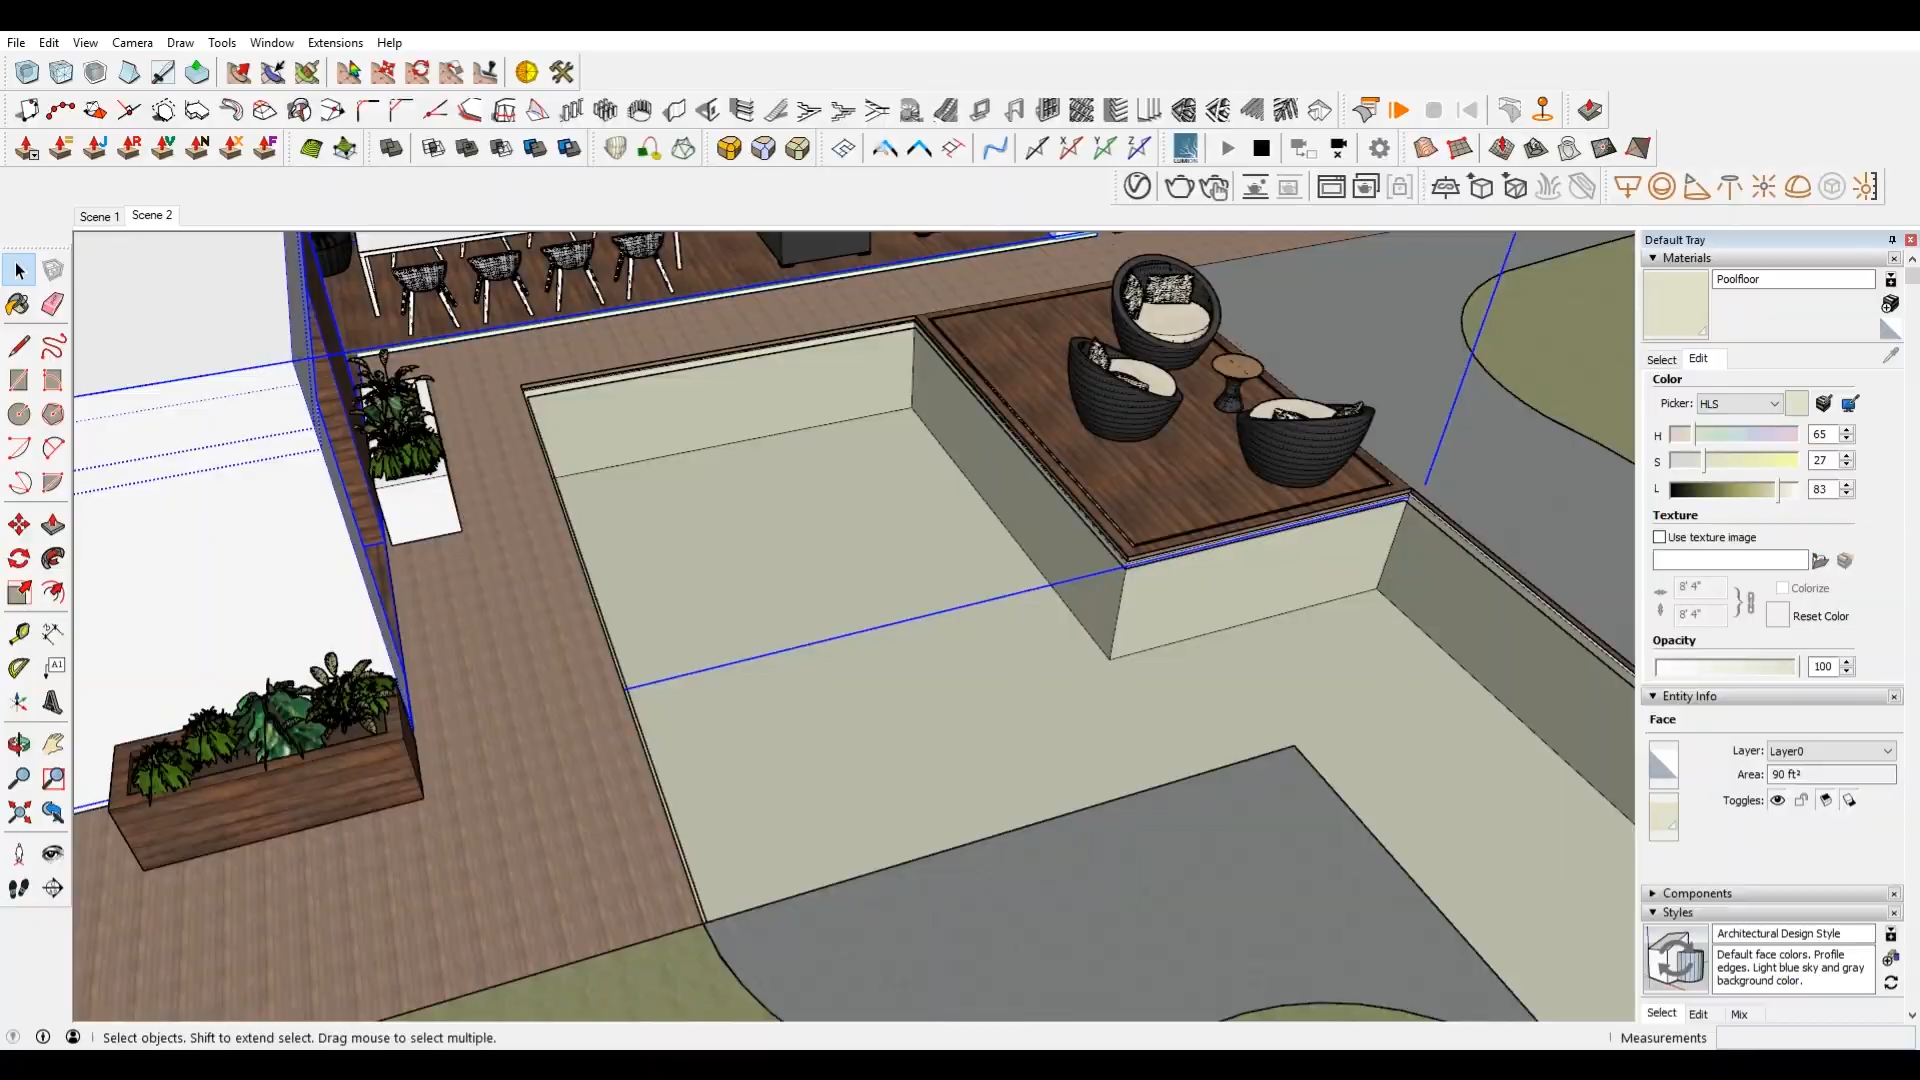 File Edit View Camera Draw Tools Window Extensions Help
J R V N X F
X Y Z
LUMION
Scene 1 Scene 2
Default Tray
Materials
Poolfloor
Select Edit
Color
Picker: HLS
H 65
S 27
L 83
Texture
Use texture image
8' 4" Colorize
8' 4" Reset Color
Opacity
100
Entity Info
Face
Layer: Layer0
Area: 90 ft²
Toggles:
Components
Styles
Architectural Design Style
Default face colors. Profile
edges. Light blue sky and gray
background color.
Select Edit Mix
A1
Select objects. Shift to extend select. Drag mouse to select multiple.
Measurements